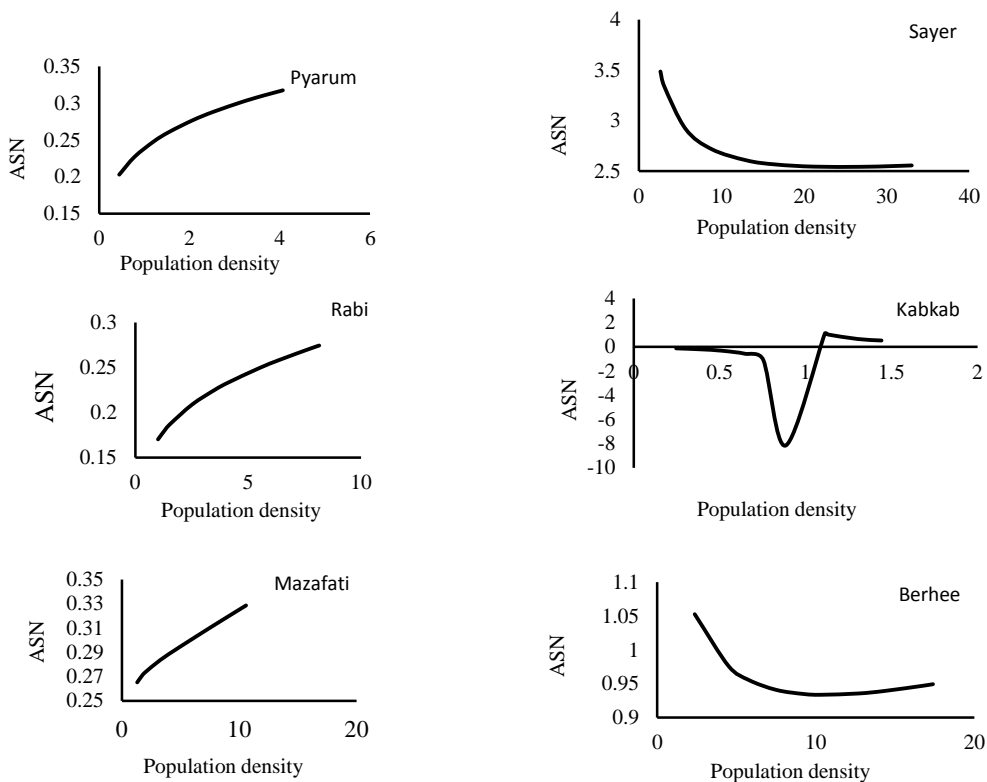 Pyarum
ASN
0.35
0.3
0.25
0.2
0.15
0 2 4 6
Population density
Sayer
ASN
4
3.5
3
2.5
0 10 20 30 40
Population density
Rabi
ASN
0.3
0.25
0.2
0.15
0 5 10
Population density
Kabkab
ASN
4
2
0
-2
-4
-6
-8
-10
0 0.5 1 1.5 2
Population density
Mazafati
ASN
0.35
0.33
0.31
0.29
0.27
0.25
0 10 20
Population density
Berhee
ASN
1.1
1.05
1
0.95
0.9
0 10 20
Population density